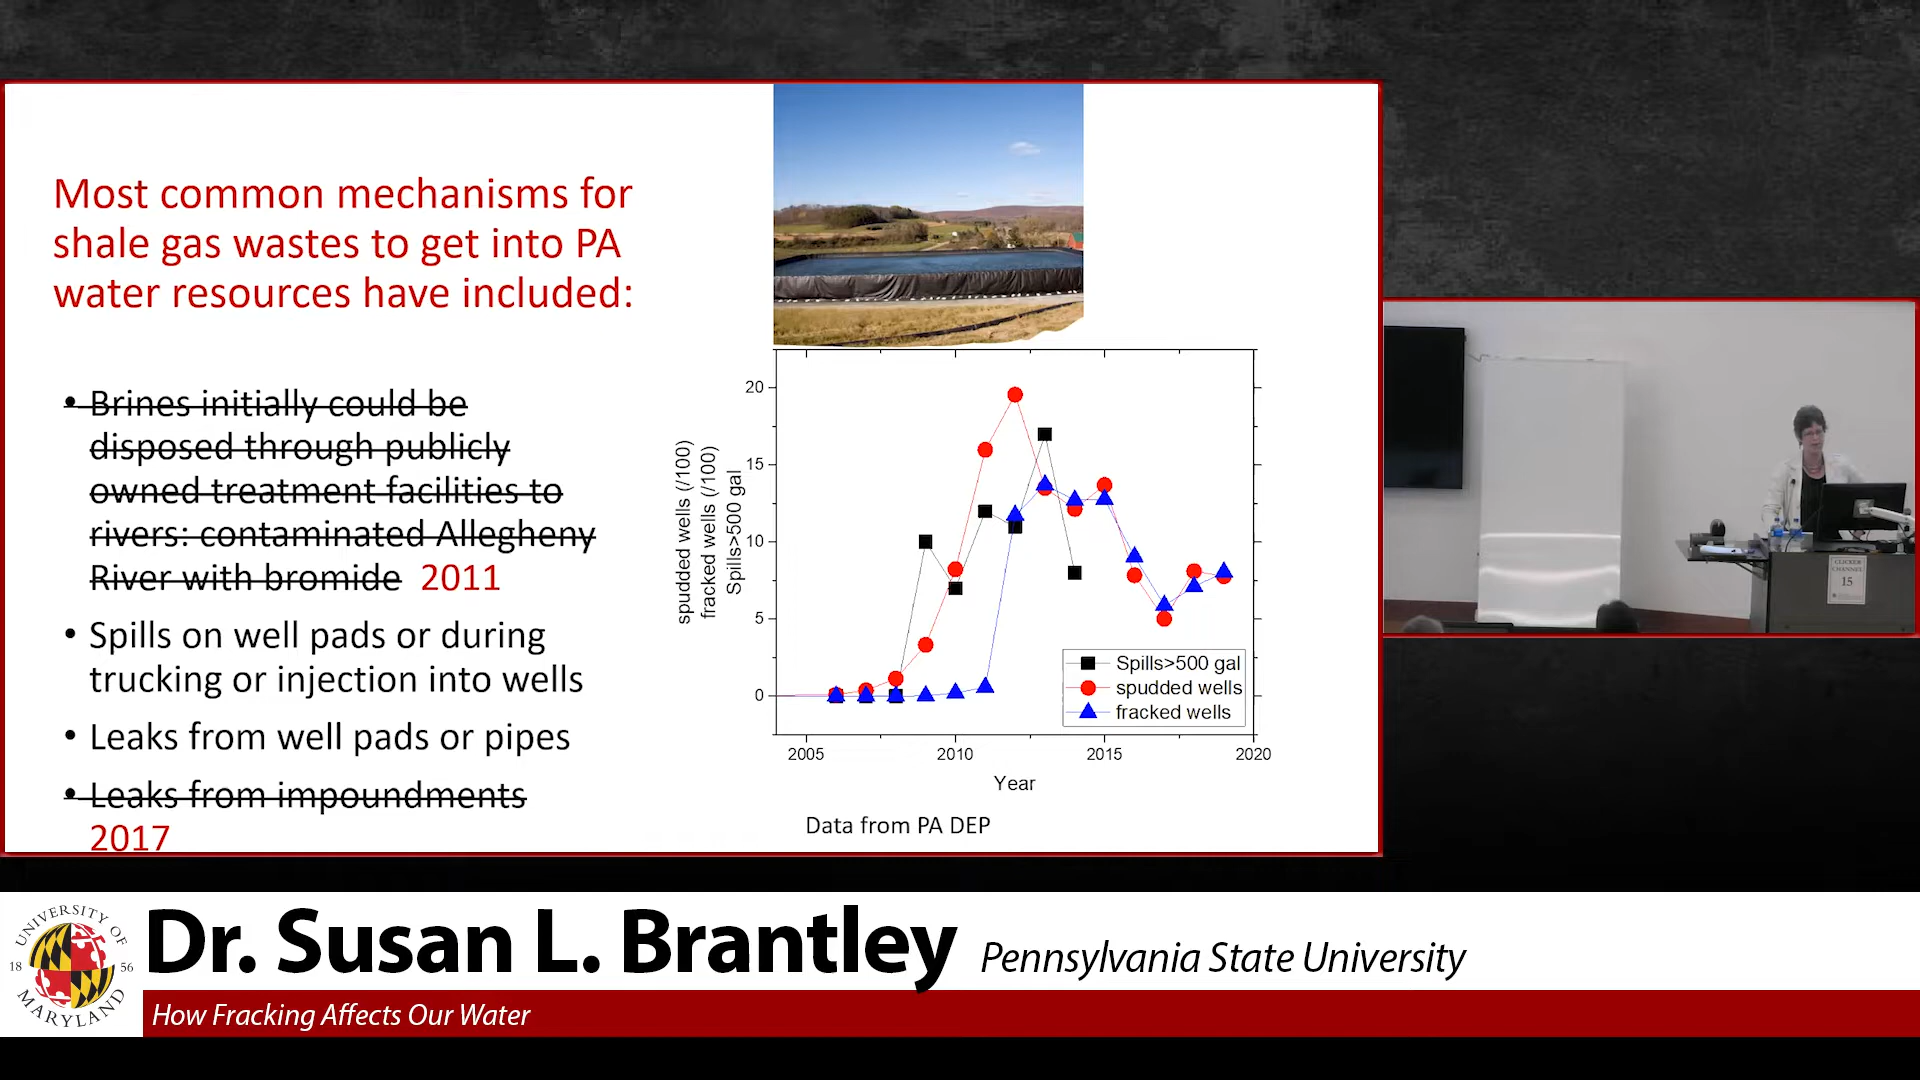 Most common mechanisms for
shale gas wastes to get into PA
water resources have included:
• Brines initially could be
disposed through publicly
owned treatment facilities to
rivers: contaminated Allegheny
River with bromide 2011
• Spills on well pads or during
trucking or injection into wells
• Leaks from well pads or pipes
• Leaks from impoundments
2017
spudded wells (/100)
fracked wells (/100)
Spills>500 gal
20
15
10
5
0
Spills>500 gal
spudded wells
fracked wells
2005 2010 2015 2020
Year
Data from PA DEP
CLICKER
CHANNEL
15
UNIVERSITY OF
18 56
MARYLAND
Dr. Susan L. Brantley Pennsylvania State University
How Fracking Affects Our Water